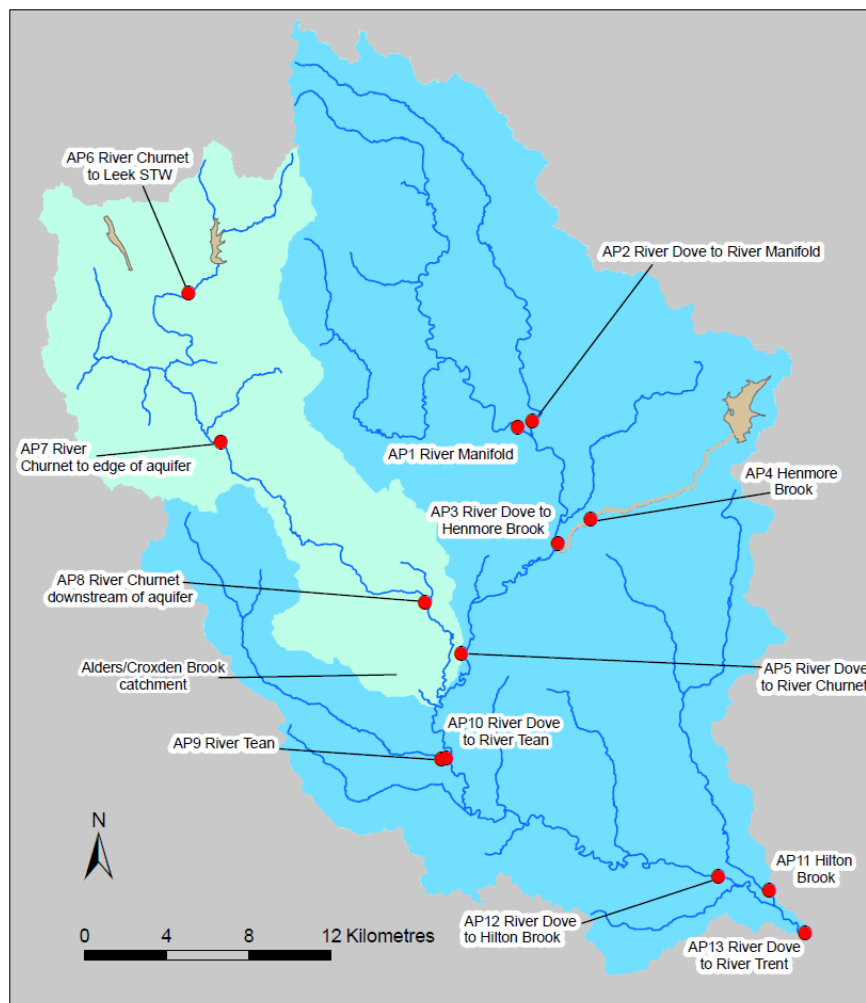 AP6 River Churnet
to Leek STW
AP2 River Dove to River Manifold
AP7 River
Churnet to edge of aquifer
AP1 River Manifold
AP4 Henmore
Brook
AP3 River Dove to
Henmore Brook
AP8 River Churnet
downstream of aquifer
Alders/Croxden Brook
catchment
AP5 River Dove
to River Churnet
AP10 River Dove
to River Tean
AP9 River Tean
N
AP11 Hilton
Brook
AP12 River Dove
to Hilton Brook
AP13 River Dove
to River Trent
0 4 8 12 Kilometres